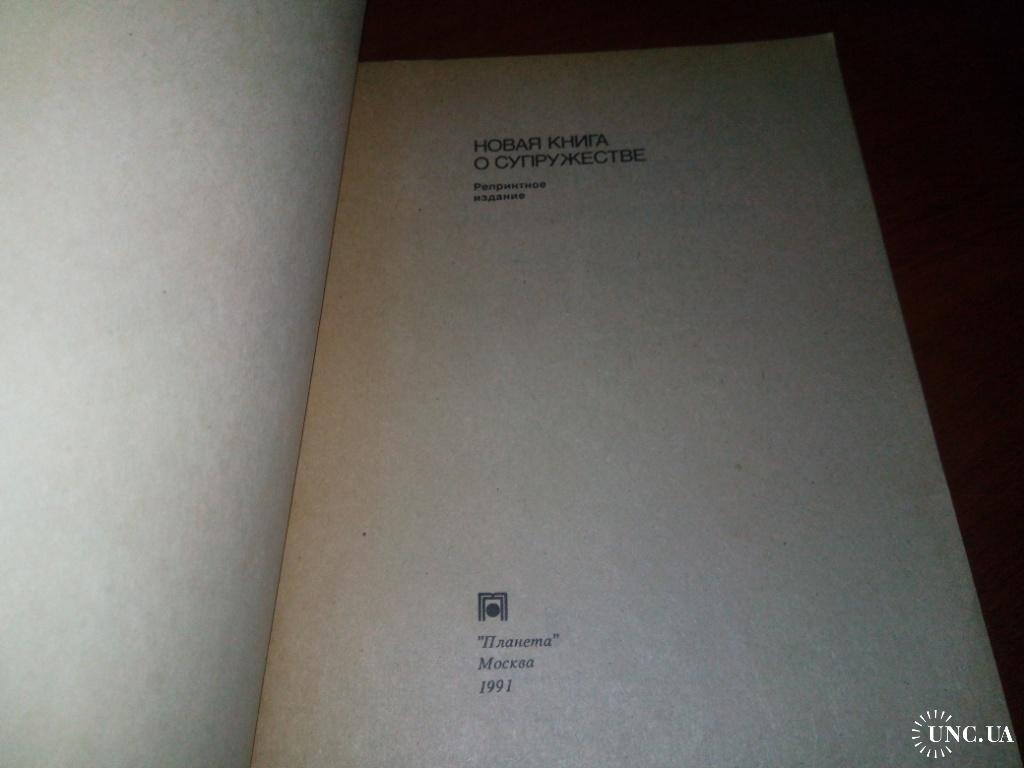 НОВАЯ КНИГА
О СУПРУЖЕСТВЕ
Репринтное
издание
"Планета"
Москва
1991
UNC.UA